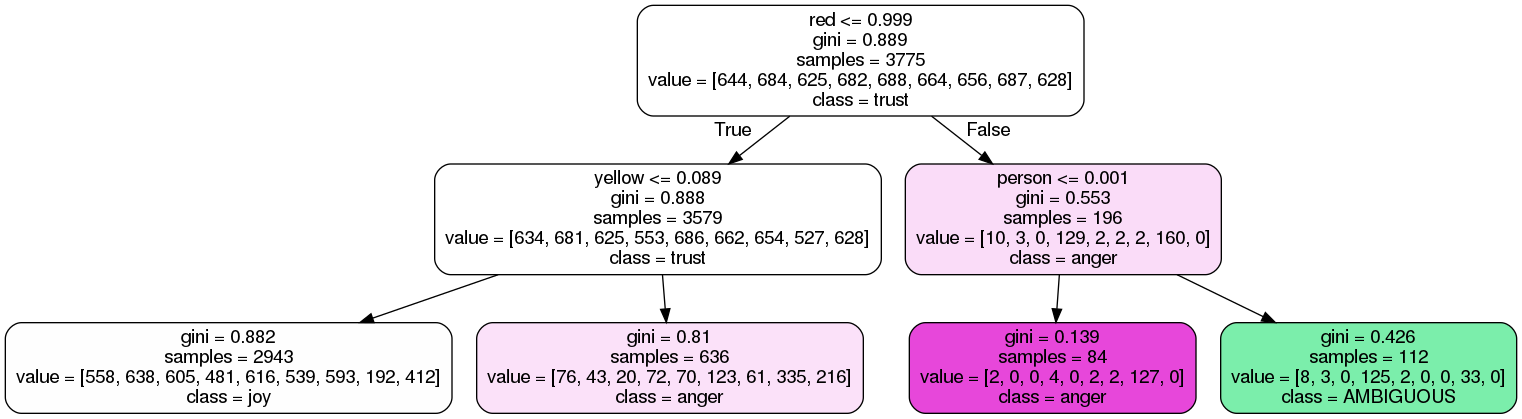 red <= 0.999
gini = 0.889
samples = 3775
value = [644, 684, 625, 682, 688, 664, 656, 687, 628]
class = trust
True
False
yellow <= 0.089
gini = 0.888
samples = 3579
value = [634, 681, 625, 553, 686, 662, 654, 527, 628]
class = trust
person <= 0.001
gini = 0.553
samples = 196
value = [10, 3, 0, 129, 2, 2, 2, 160, 0]
class = anger
gini = 0.882
samples = 2943
value = [558, 638, 605, 481, 616, 539, 593, 192, 412]
class = joy
gini = 0.81
samples = 636
value = [76, 43, 20, 72, 70, 123, 61, 335, 216]
class = anger
gini = 0.139
samples = 84
value = [2, 0, 0, 4, 0, 2, 2, 127, 0]
class = anger
gini = 0.426
samples = 112
value = [8, 3, 0, 125, 2, 0, 0, 33, 0]
class = AMBIGUOUS